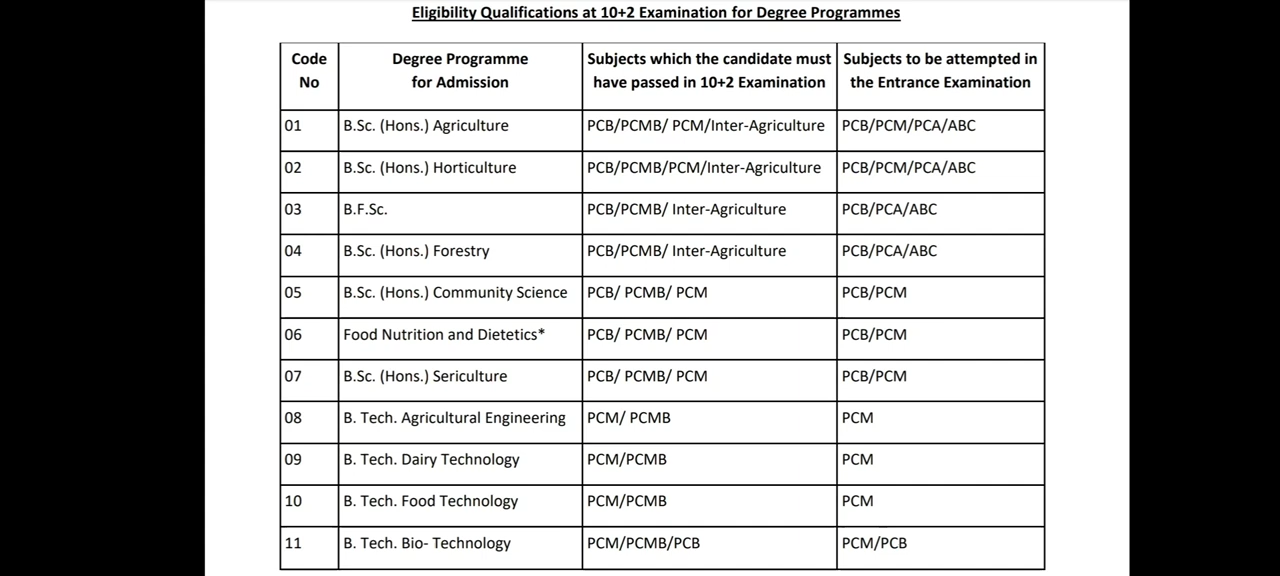 Eligibility Qualifications at 10+2 Examination for Degree Programmes
Code No | Degree Programme for Admission | Subjects which the candidate must have passed in 10+2 Examination | Subjects to be attempted in the Entrance Examination
01 | B.Sc. (Hons.) Agriculture | PCB/PCMB/ PCM/Inter-Agriculture | PCB/PCM/PCA/ABC
02 | B.Sc. (Hons.) Horticulture | PCB/PCMB/PCM/Inter-Agriculture | PCB/PCM/PCA/ABC
03 | B.F.Sc. | PCB/PCMB/ Inter-Agriculture | PCB/PCA/ABC
04 | B.Sc. (Hons.) Forestry | PCB/PCMB/ Inter-Agriculture | PCB/PCA/ABC
05 | B.Sc. (Hons.) Community Science | PCB/ PCMB/ PCM | PCB/PCM
06 | Food Nutrition and Dietetics* | PCB/ PCMB/ PCM | PCB/PCM
07 | B.Sc. (Hons.) Sericulture | PCB/ PCMB/ PCM | PCB/PCM
08 | B. Tech. Agricultural Engineering | PCM/ PCMB | PCM
09 | B. Tech. Dairy Technology | PCM/PCMB | PCM
10 | B. Tech. Food Technology | PCM/PCMB | PCM
11 | B. Tech. Bio- Technology | PCM/PCMB/PCB | PCM/PCB